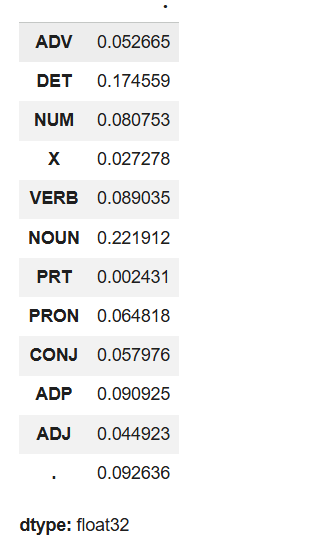 .
ADV 0.052665
DET 0.174559
NUM 0.080753
X 0.027278
VERB 0.089035
NOUN 0.221912
PRT 0.002431
PRON 0.064818
CONJ 0.057976
ADP 0.090925
ADJ 0.044923
. 0.092636
dtype: float32